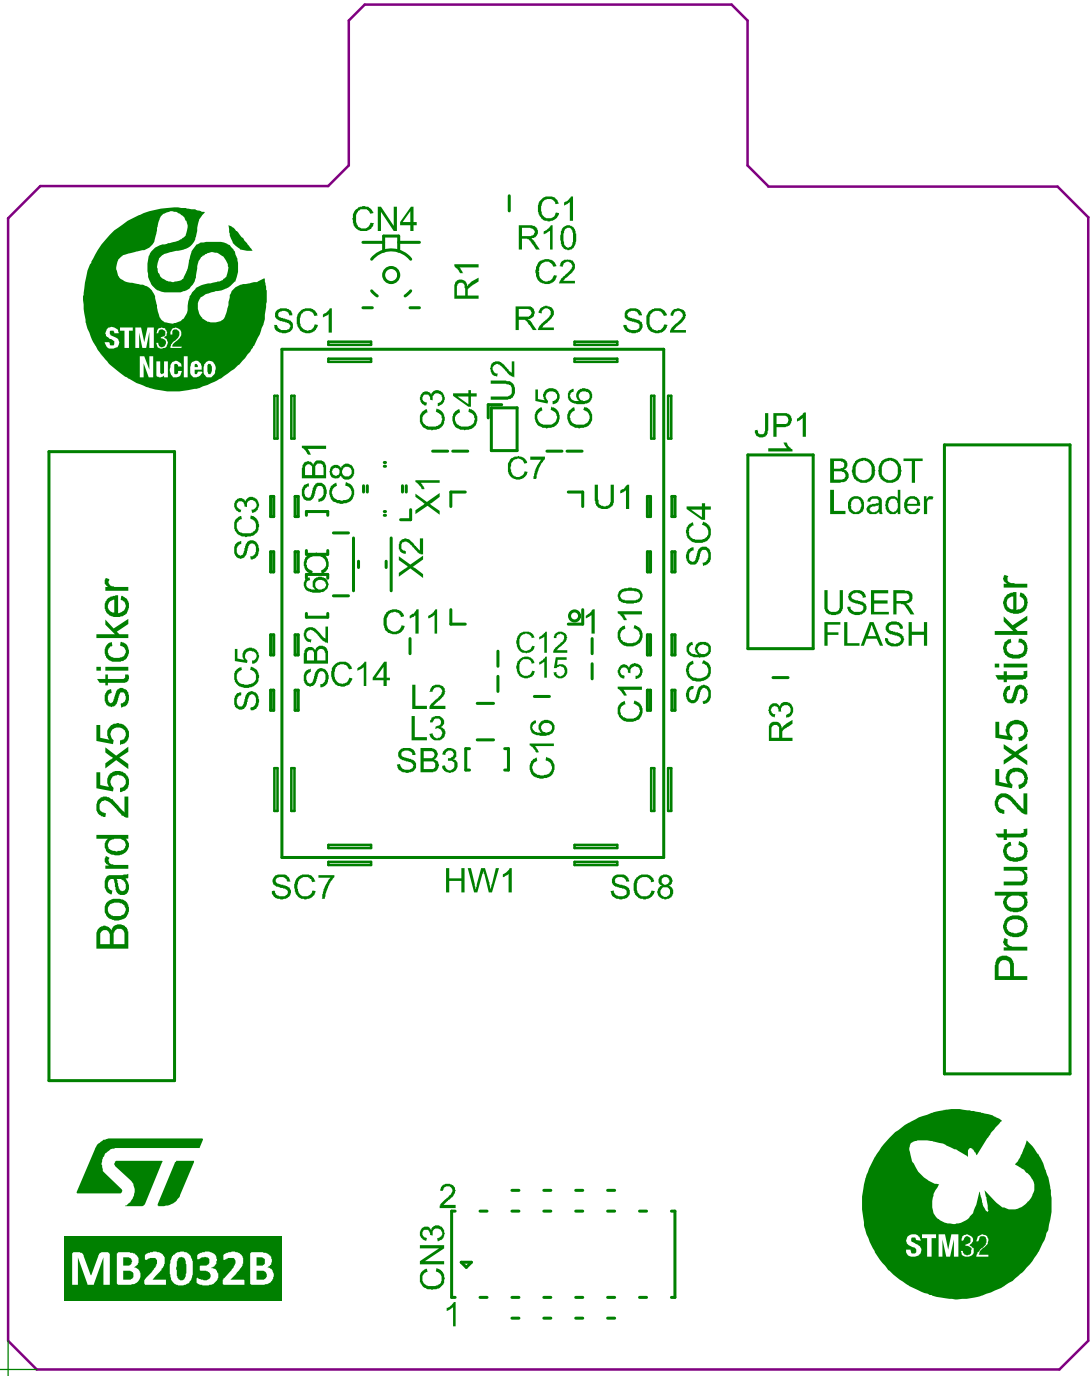 CN4
C1
R10
C2
R1
R2
STM32
Nucleo
SC1
SC2
U2
C3
C4
C5
C6
C7
JP1
1
BOOT
Loader
SB1
C8
X1
U1
SC3
SC4
X2
C9
C11
1
C10
USER
FLASH
C12
C15
SB2
C14
SC5
SC6
C13
L2
L3
SB3
C16
R3
Board 25x5 sticker
Product 25x5 sticker
SC7
HW1
SC8
ST
MB2032B
2
CN3
1
STM32